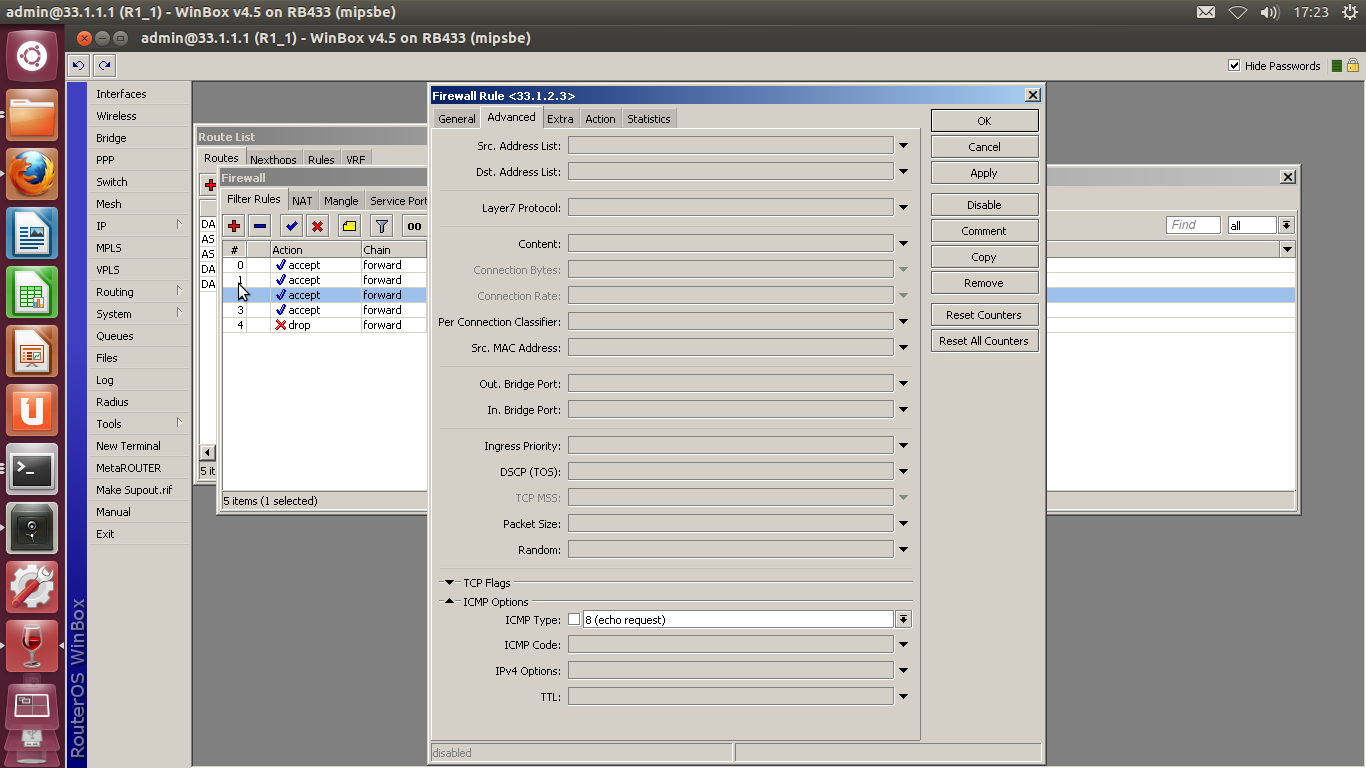 admin@33.1.1.1 (R1_1) - WinBox v4.5 on RB433 (mipsbe)
17:23
admin@33.1.1.1 (R1_1) - WinBox v4.5 on RB433 (mipsbe)
Hide Passwords
Interfaces
Wireless
Bridge
PPP
Switch
Mesh
IP
MPLS
VPLS
Routing
System
Queues
Files
Log
Radius
Tools
New Terminal
MetaROUTER
Make Supout.rif
Manual
Exit
RouterOS WinBox
Route List
Routes Nexthops Rules VRF
DA
AS
AS
DA
DA
5 it
Firewall
Filter Rules NAT Mangle Service Port
00
Find
all
# Action Chain
0 accept forward
1 accept forward
accept forward
3 accept forward
4 drop forward
5 items (1 selected)
Firewall Rule <33.1.2.3>
General Advanced Extra Action Statistics
Src. Address List:
Dst. Address List:
Layer7 Protocol:
Content:
Connection Bytes:
Connection Rate:
Per Connection Classifier:
Src. MAC Address:
Out. Bridge Port:
In. Bridge Port:
Ingress Priority:
DSCP (TOS):
TCP MSS:
Packet Size:
Random:
TCP Flags
ICMP Options
ICMP Type: 8 (echo request)
ICMP Code:
IPv4 Options:
TTL:
disabled
OK
Cancel
Apply
Disable
Comment
Copy
Remove
Reset Counters
Reset All Counters